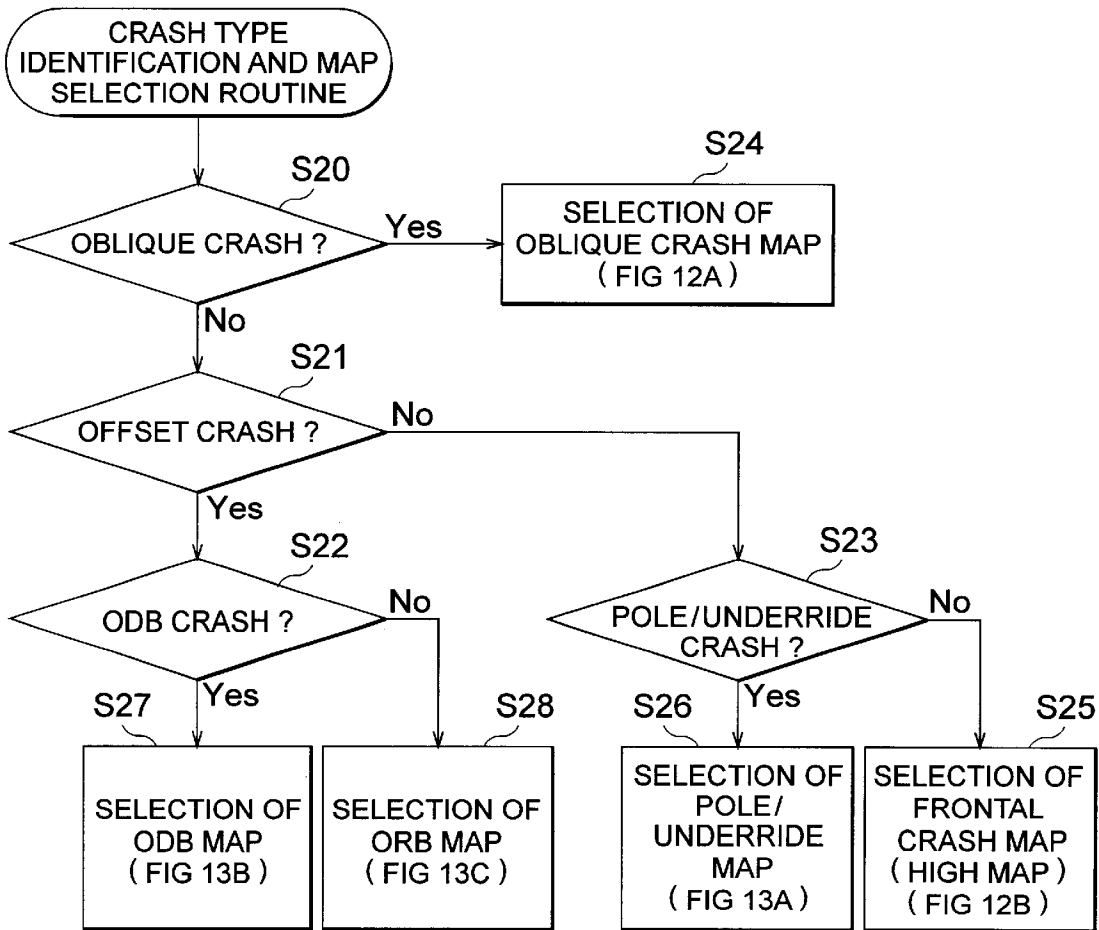 CRASH TYPE
IDENTIFICATION AND MAP
SELECTION ROUTINE
S20
OBLIQUE CRASH ?
Yes
No
S24
SELECTION OF
OBLIQUE CRASH MAP
( FIG 12A )
S21
OFFSET CRASH ?
No
Yes
S22
ODB CRASH ?
No
Yes
S23
POLE/UNDERRIDE
CRASH ?
No
Yes
S27
SELECTION OF
ODB MAP
( FIG 13B )
S28
SELECTION OF
ORB MAP
( FIG 13C )
S26
SELECTION OF
POLE/
UNDERRIDE
MAP
( FIG 13A )
S25
SELECTION OF
FRONTAL
CRASH MAP
( HIGH MAP )
( FIG 12B )